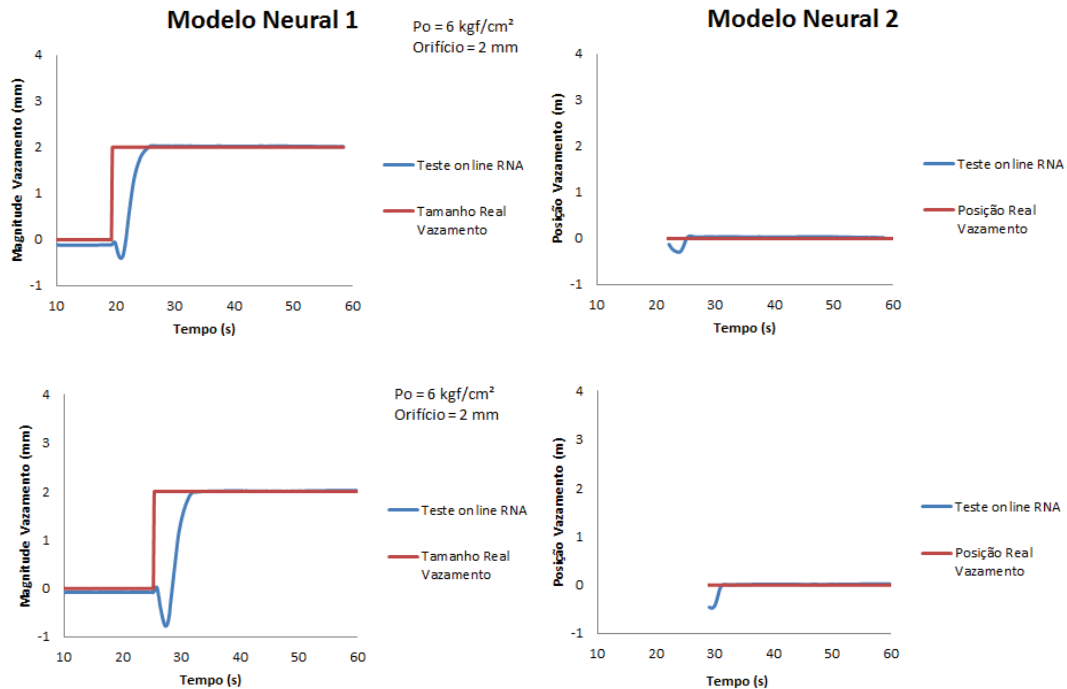 Modelo Neural 1
Po = 6 kgf/cm²
Orifício = 2 mm
Modelo Neural 2
Magnitude Vazamento (mm)
4
3
2
1
0
-1
10 20 30 40 50 60
Tempo (s)
Teste on line RNA
Tamanho Real
Vazamento
Posição Vazamento (m)
4
3
2
1
0
-1
10 20 30 40 50 60
Tempo (s)
Teste on line RNA
Posição Real
Vazamento
Po = 6 kgf/cm²
Orifício = 2 mm
Magnitude Vazamento (mm)
4
3
2
1
0
-1
10 20 30 40 50 60
Tempo (s)
Teste on line RNA
Tamanho Real
Vazamento
Posição Vazamento (m)
4
3
2
1
0
-1
10 20 30 40 50 60
Tempo (s)
Teste on line RNA
Posição Real
Vazamento